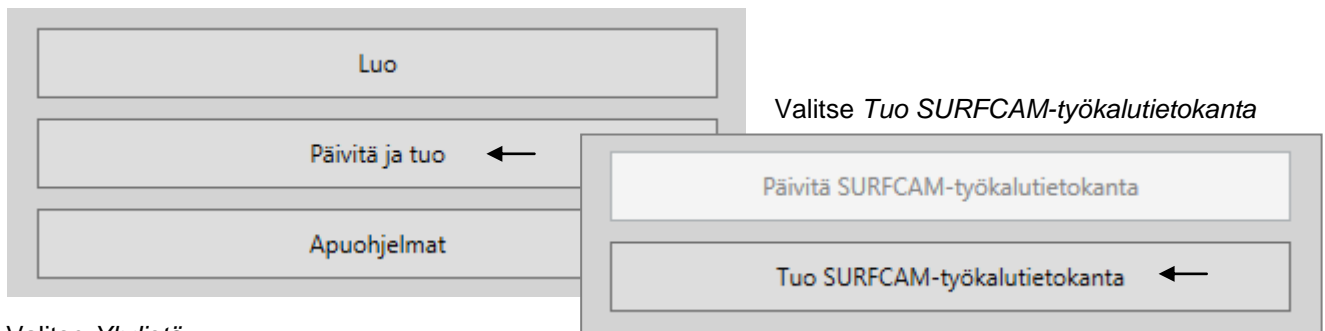 Luo
Valitse Tuo SURFCAM-työkalutietokanta
Päivitä ja tuo
Päivitä SURFCAM-työkalutietokanta
Apuohjelmat
Tuo SURFCAM-työkalutietokanta